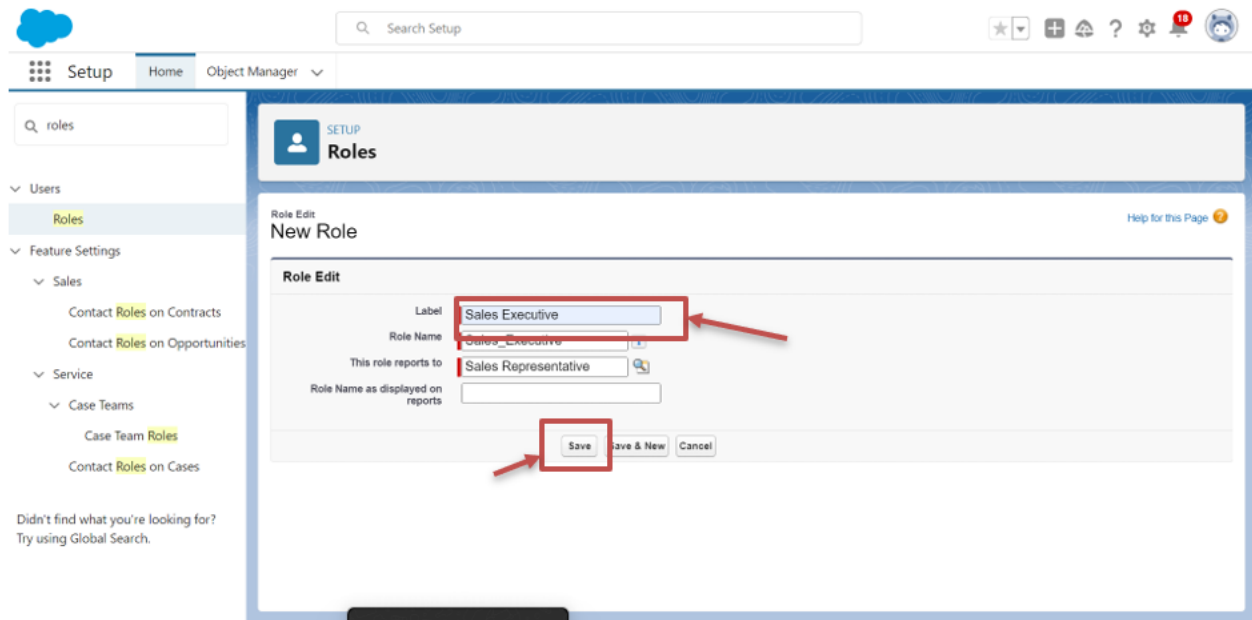 Search Setup
18
Setup
Home
Object Manager
roles
Users
Roles
Feature Settings
Sales
Contact Roles on Contracts
Contact Roles on Opportunities
Service
Case Teams
Case Team Roles
Contact Roles on Cases
Didn't find what you're looking for?
Try using Global Search.
SETUP
Roles
Role Edit
New Role
Help for this Page ?
Role Edit
Label Sales Executive
Role Name Sales_Executive
This role reports to Sales Representative
Role Name as displayed on
reports
Save Save & New Cancel